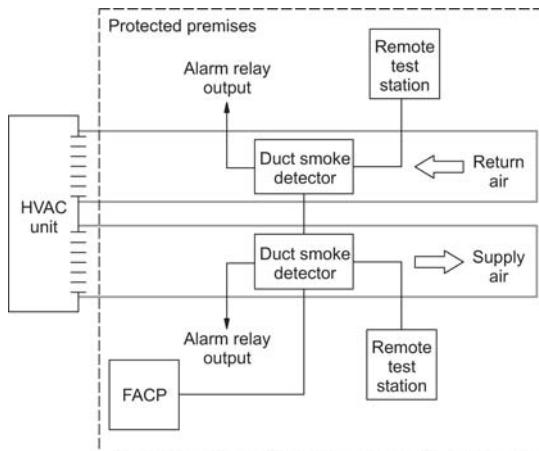 Protected premises
Remote
test
station
Alarm relay
output
Duct smoke
detector
Return
air
HVAC
unit
Duct smoke
detector
Supply
air
Alarm relay
output
Remote
test
station
FACP